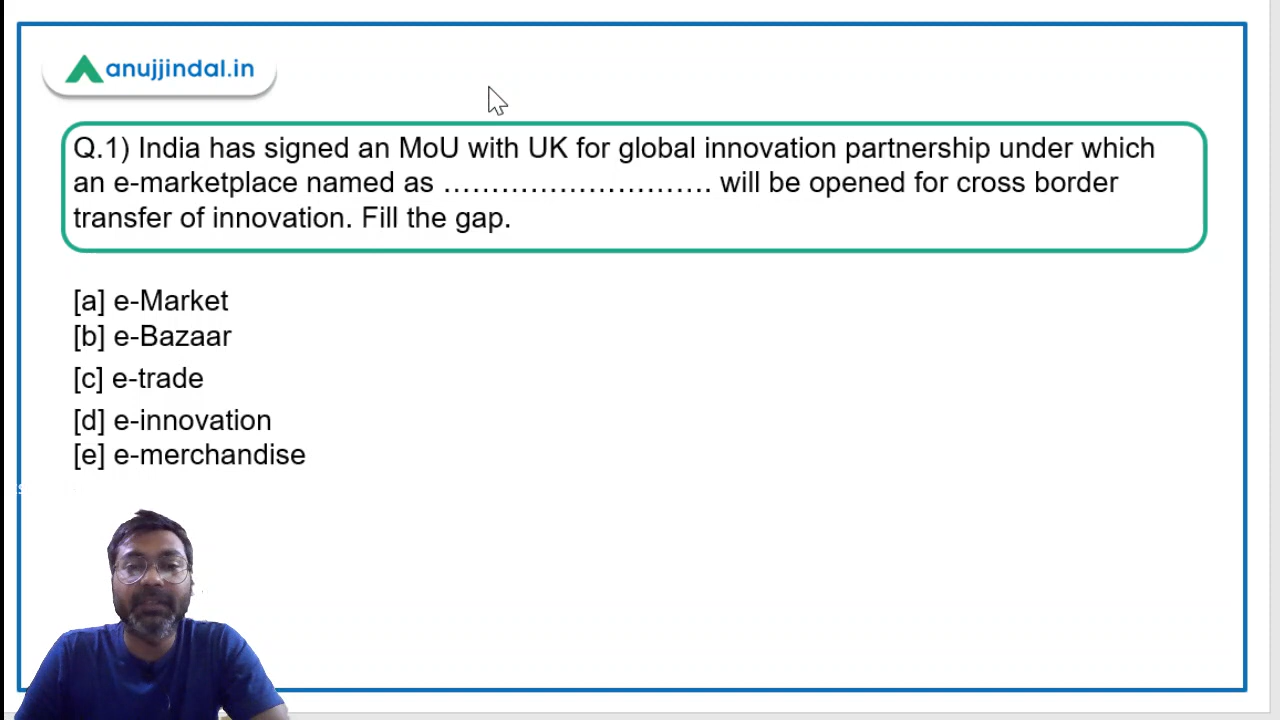 anujjindal.in
Q.1) India has signed an MoU with UK for global innovation partnership under which
an e-marketplace named as ............................ will be opened for cross border
transfer of innovation. Fill the gap.
[a] e-Market
[b] e-Bazaar
[c] e-trade
[d] e-innovation
[e] e-merchandise